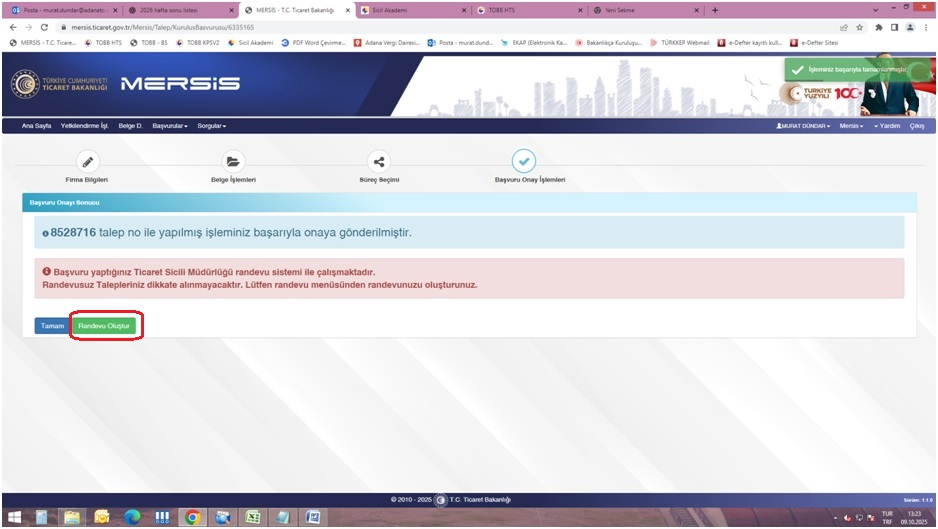 Posta - murat.dundar@adanatc
2026 hafta sonu listesi
MERSİS - T.C. Ticaret Bakanlığı
Sicil Akademi
TOBB HTS
Yeni Sekme
mersis.ticaret.gov.tr/Mersis/Talep/KurulusBasvurusu/6335165
MERSİS - T.C. Ticare...
TOBB HTS
TOBB - BS
TOBB KPSV2
Sicil Akademi
PDF Word Çevirme...
Adana Vergi Dairesi...
Posta - murat.dund...
EKAP (Elektronik Ka...
Bakanlıkça Kuruluşu...
TÜRKKEP Webmail
e-Defter kayıtlı kull...
e-Defter Sitesi
TÜRKİYE CUMHURİYETİ
TİCARET BAKANLIĞI
MERSİS
İşleminiz başarıyla tamamlanmıştır.
TÜRKİYE
YÜZYILI
Ana Sayfa Yetkilendirme İşl. Belge D. Başvurular Sorgular
MURAT DÜNDAR Mersis Yardım Çıkış
Firma Bilgileri
Belge İşlemleri
Süreç Seçimi
Başvuru Onay İşlemleri
Başvuru Onayı Sonucu
8528716 talep no ile yapılmış işleminiz başarıyla onaya gönderilmiştir.
Başvuru yaptığınız Ticaret Sicili Müdürlüğü randevu sistemi ile çalışmaktadır.
Randevusuz Talepleriniz dikkate alınmayacaktır. Lütfen randevu menüsünden randevunuzu oluşturunuz.
Tamam Randevu Oluştur
© 2010 - 2025 T.C. Ticaret Bakanlığı
Sürüm: 1.1.0
TUR 13:23
TRF 09.10.2025